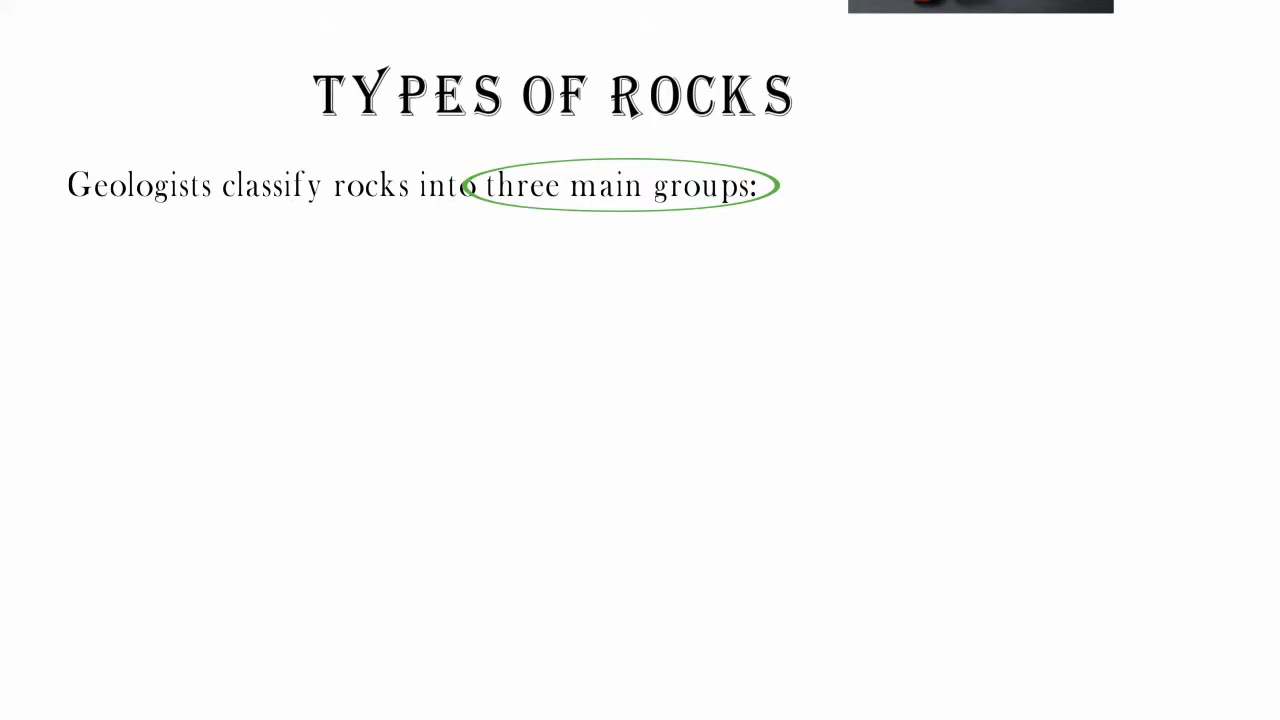 TYPES OF ROCKS
Geologists classify rocks into three main groups: